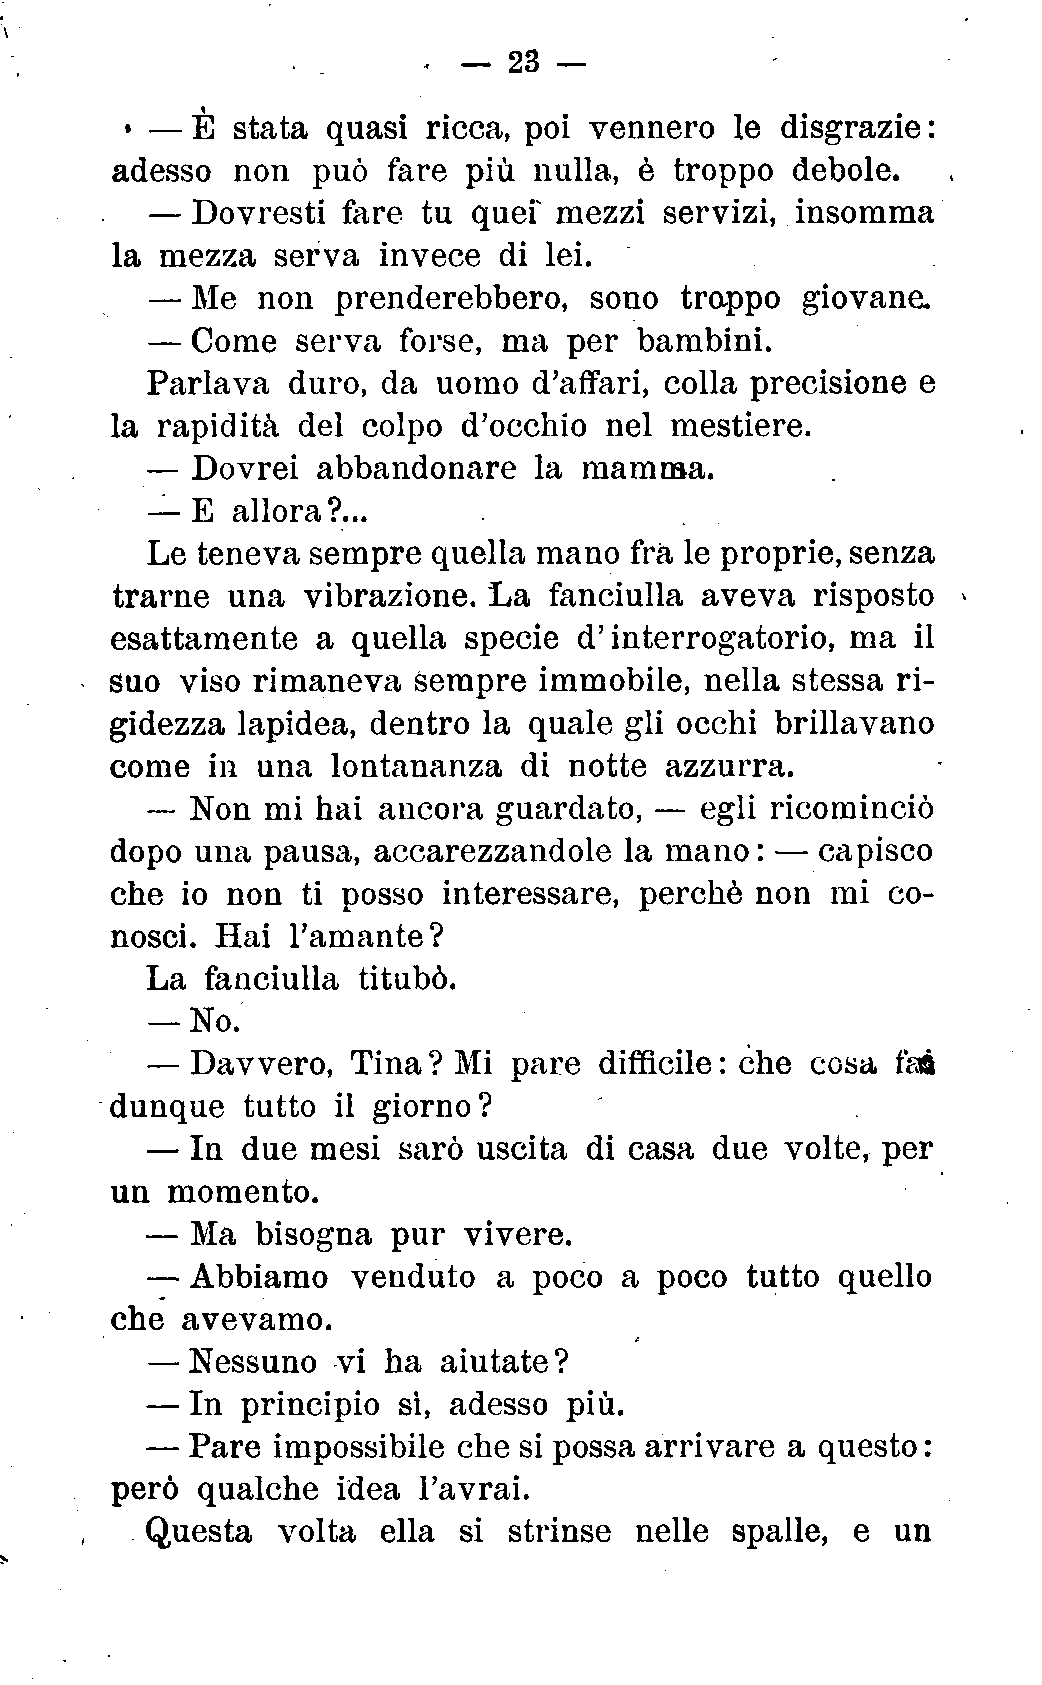 — 23 —
— È stata quasi ricca, poi vennero le disgrazie:
adesso non può fare più nulla, è troppo debole.
— Dovresti fare tu quei mezzi servizi, insomma
la mezza serva invece di lei.
— Me non prenderebbero, sono troppo giovane.
— Come serva forse, ma per bambini.
Parlava duro, da uomo d'affari, colla precisione e
la rapidità del colpo d'occhio nel mestiere.
— Dovrei abbandonare la mamma.
— E allora?...
Le teneva sempre quella mano fra le proprie, senza
trarne una vibrazione. La fanciulla aveva risposto
esattamente a quella specie d'interrogatorio, ma il
suo viso rimaneva sempre immobile, nella stessa ri-
gidezza lapidea, dentro la quale gli occhi brillavano
come in una lontananza di notte azzurra.
— Non mi hai ancora guardato, — egli ricominciò
dopo una pausa, accarezzandole la mano: — capisco
che io non ti posso interessare, perchè non mi co-
nosci. Hai l'amante?
La fanciulla titubò.
— No.
— Davvero, Tina? Mi pare difficile: che cosa fai
dunque tutto il giorno?
— In due mesi sarò uscita di casa due volte, per
un momento.
— Ma bisogna pur vivere.
— Abbiamo venduto a poco a poco tutto quello
che avevamo.
— Nessuno vi ha aiutate?
— In principio sì, adesso più.
— Pare impossibile che si possa arrivare a questo:
però qualche idea l'avrai.
Questa volta ella si strinse nelle spalle, e un